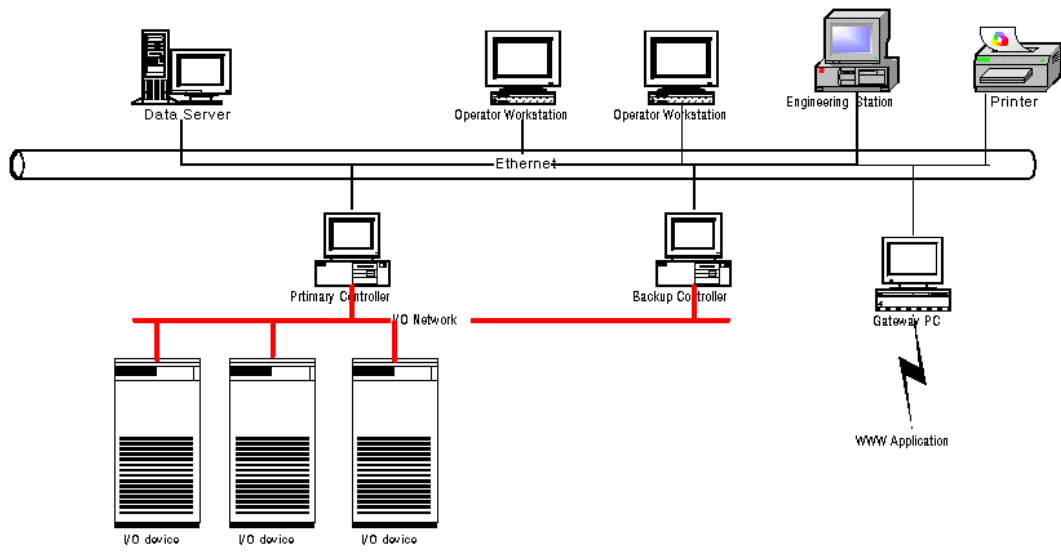 Data Server
Operator Workstation
Operator Workstation
Engineering Station
Printer
Ethernet
Prtimary Controller
Backup Controller
I/O Network
Gateway PC
WWW Application
I/O device
I/O device
I/O device